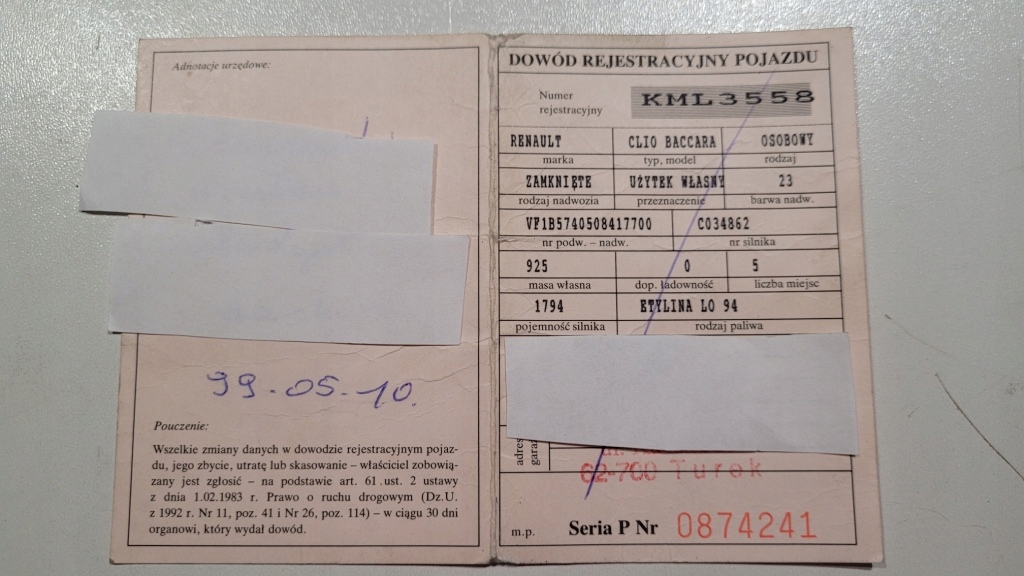 Adnotacje urzędowe:
99-05-10.
Pouczenie:
Wszelkie zmiany danych w dowodzie rejestracyjnym pojaz-
du, jego zbycie, utratę lub skasowanie – właściciel zobowią-
zany jest zgłosić – na podstawie art. 61 ust. 2 ustawy
z dnia 1.02.1983 r. Prawo o ruchu drogowym (Dz.U.
z 1992 r. Nr 11, poz. 41 i Nr 26, poz. 114) – w ciągu 30 dni
organowi, który wydał dowód.
DOWÓD REJESTRACYJNY POJAZDU
Numer
rejestracyjny
KML3558
RENAULT CLIO BACCARA OSOBOWY
marka typ, model rodzaj
ZAMKNIĘTE UŻYTEK WŁASNY 23
rodzaj nadwozia przeznaczenie barwa nadw.
VF1B5740508417700 C034862
nr podw. – nadw. nr silnika
925 0 5
masa własna dop. ładowność liczba miejsc
1794 ETYLINA LO 94
pojemność silnika rodzaj paliwa
62-700 Turek
m.p. Seria P Nr 0874241